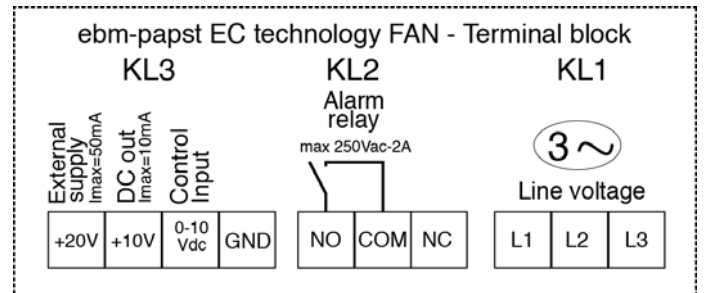 ebm-papst EC technology FAN - Terminal block
KL3
KL2
KL1
External
supply
Imax=50mA
DC out
Imax=10mA
Control
Input
Alarm
relay
max 250Vac-2A
3~
Line voltage
+20V
+10V
0-10
Vdc
GND
NO
COM
NC
L1
L2
L3